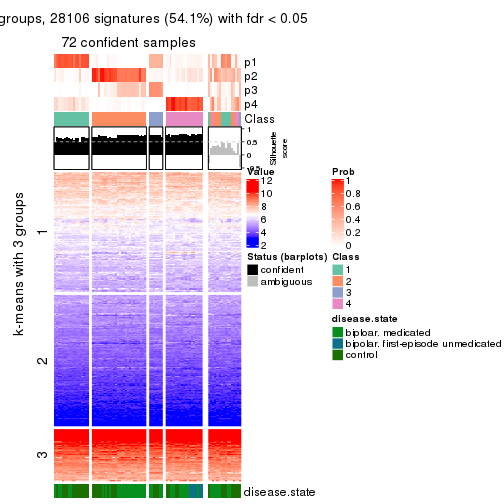 groups, 28106 signatures (54.1%) with fdr < 0.05
72 confident samples
p1
p2
p3
p4
Class
1
0.5
0
-0.5
Silhouette
score
k-means with 3 groups
1
2
3
disease.state
Value
12
10
8
6
4
2
Prob
1
0.8
0.6
0.4
0.2
0
Status (barplots)
confident
ambiguous
Class
1
2
3
4
disease.state
biploar. medicated
bipolar. first-episode unmedicated
control